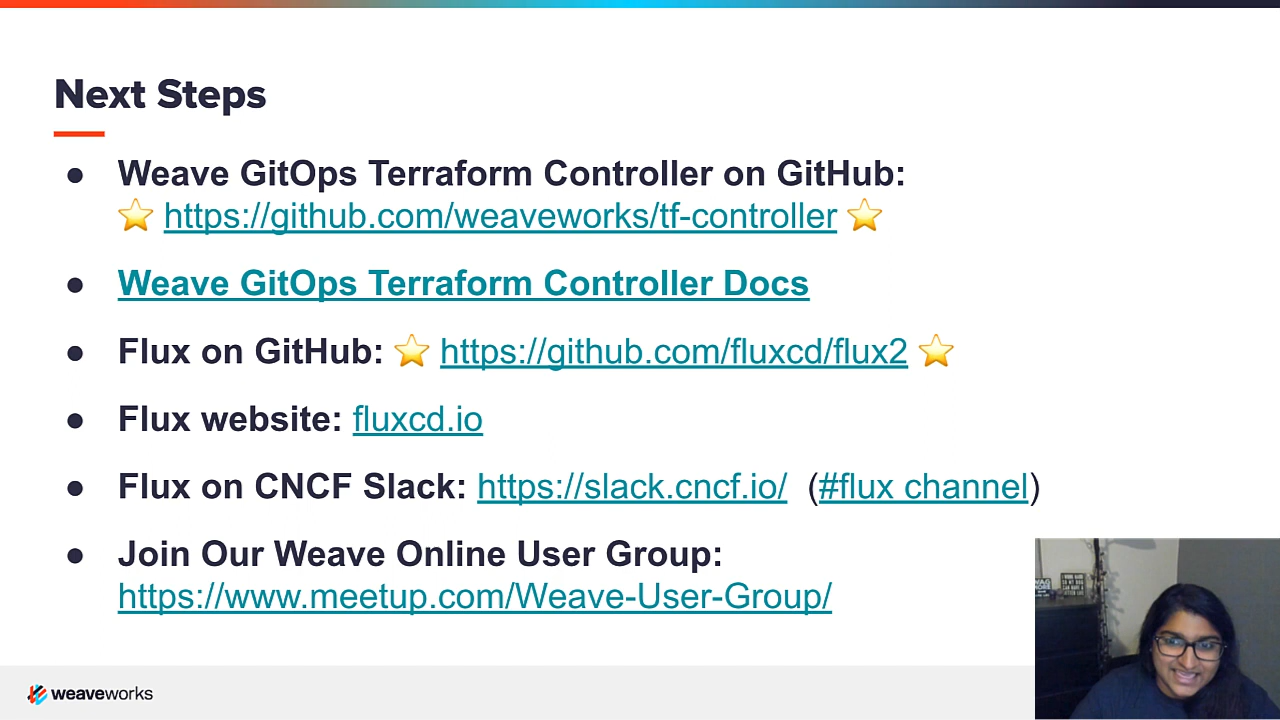 Next Steps
● Weave GitOps Terraform Controller on GitHub:
⭐ https://github.com/weaveworks/tf-controller ⭐
● Weave GitOps Terraform Controller Docs
● Flux on GitHub: ⭐ https://github.com/fluxcd/flux2 ⭐
● Flux website: fluxcd.io
● Flux on CNCF Slack: https://slack.cncf.io/ (#flux channel)
● Join Our Weave Online User Group:
https://www.meetup.com/Weave-User-Group/
weaveworks